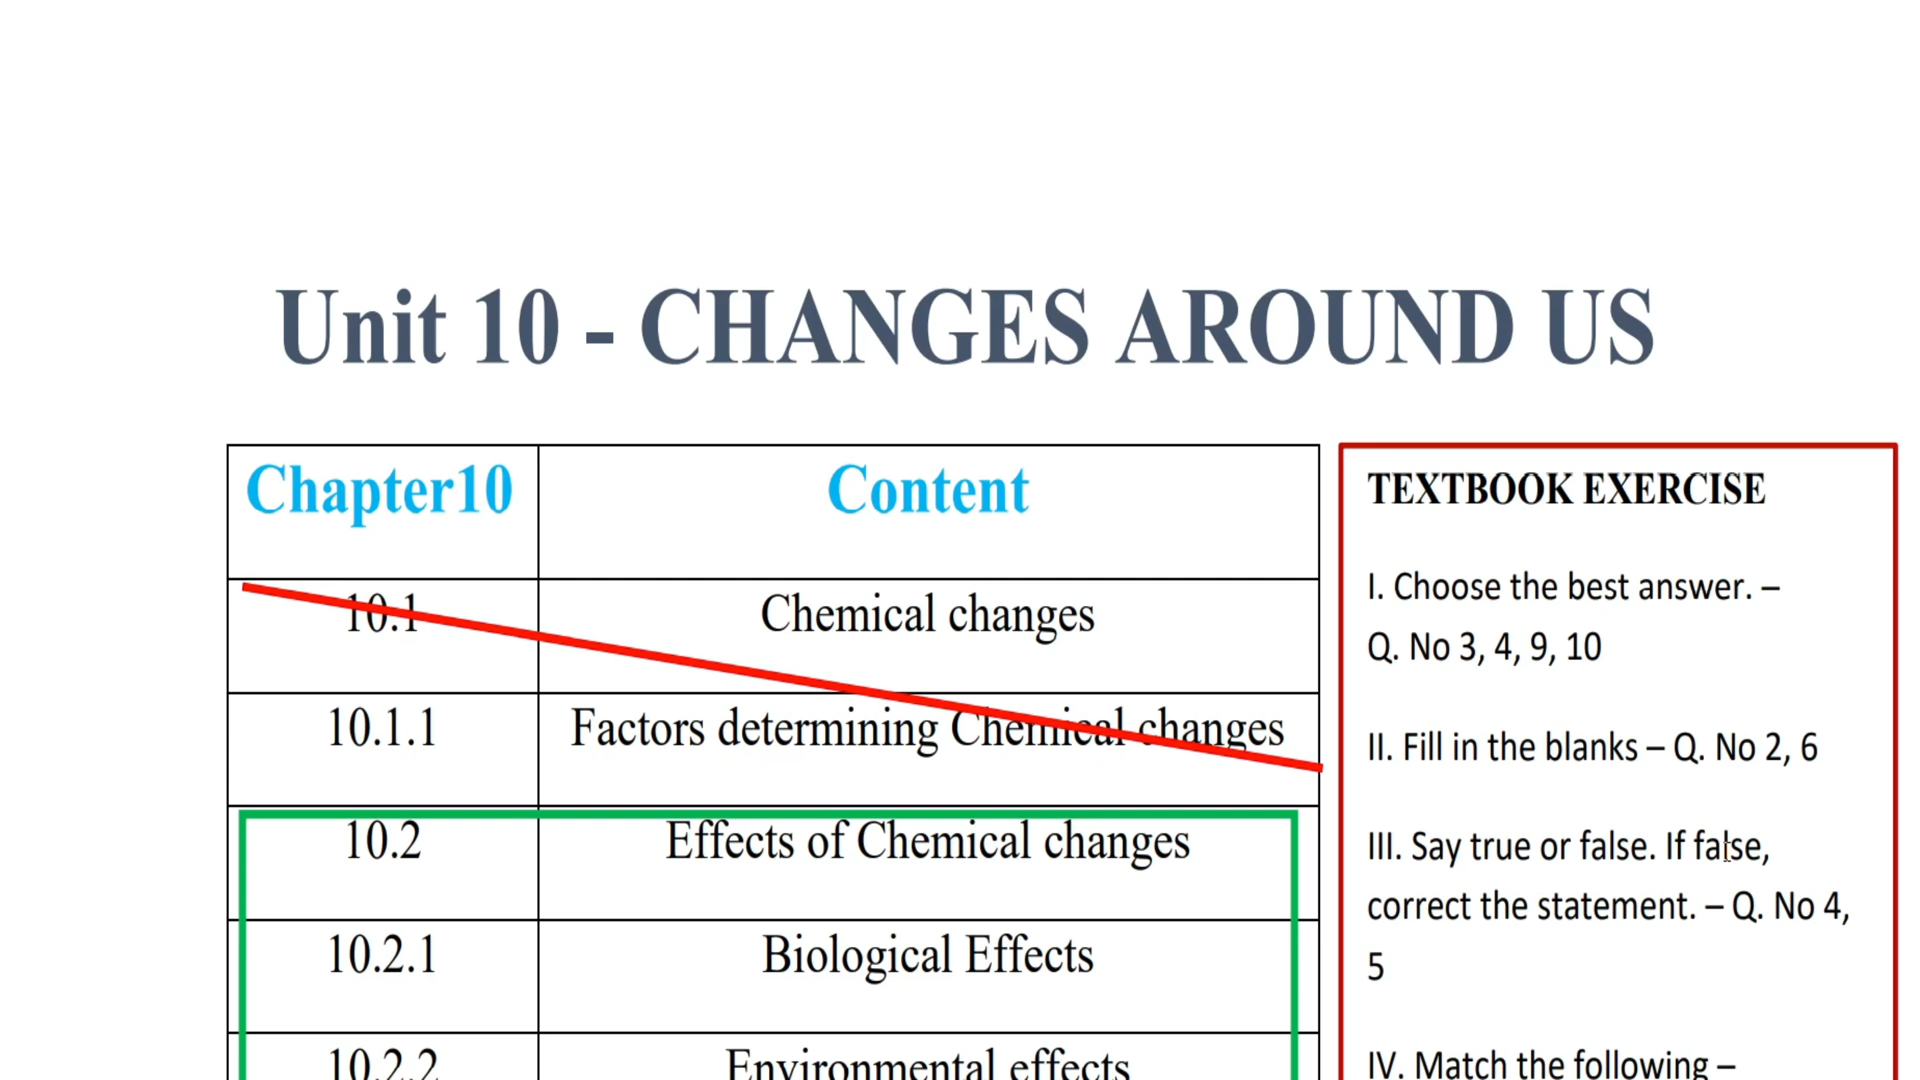 Unit 10 - CHANGES AROUND US
Chapter10 Content
10.1 Chemical changes
10.1.1 Factors determining Chemical changes
10.2 Effects of Chemical changes
10.2.1 Biological Effects
10.2.2 Environmental effects
TEXTBOOK EXERCISE
I. Choose the best answer. –
Q. No 3, 4, 9, 10
II. Fill in the blanks – Q. No 2, 6
III. Say true or false. If false,
correct the statement. – Q. No 4,
5
IV. Match the following –